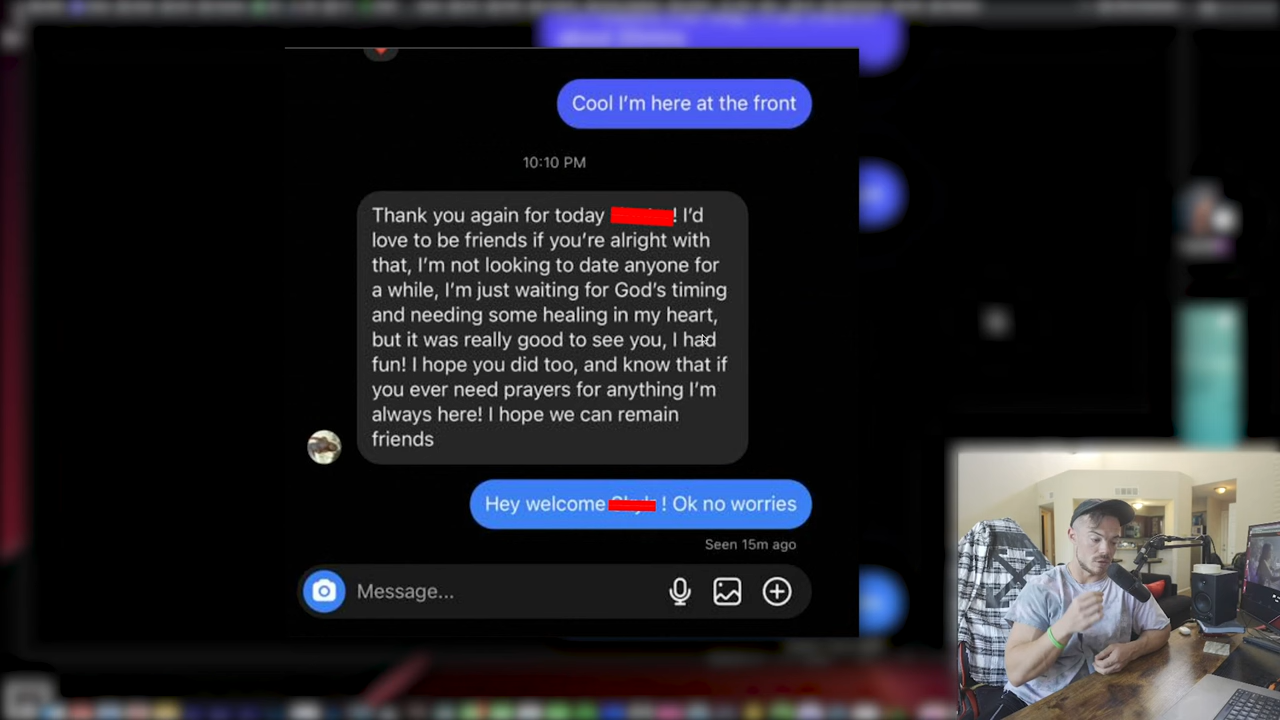 Cool I'm here at the front
10:10 PM
Thank you again for today ! I'd
love to be friends if you're alright with
that, I'm not looking to date anyone for
a while, I'm just waiting for God's timing
and needing some healing in my heart,
but it was really good to see you, I had
fun! I hope you did too, and know that if
you ever need prayers for anything I'm
always here! I hope we can remain
friends
Hey welcome ! Ok no worries
Seen 15m ago
Message...